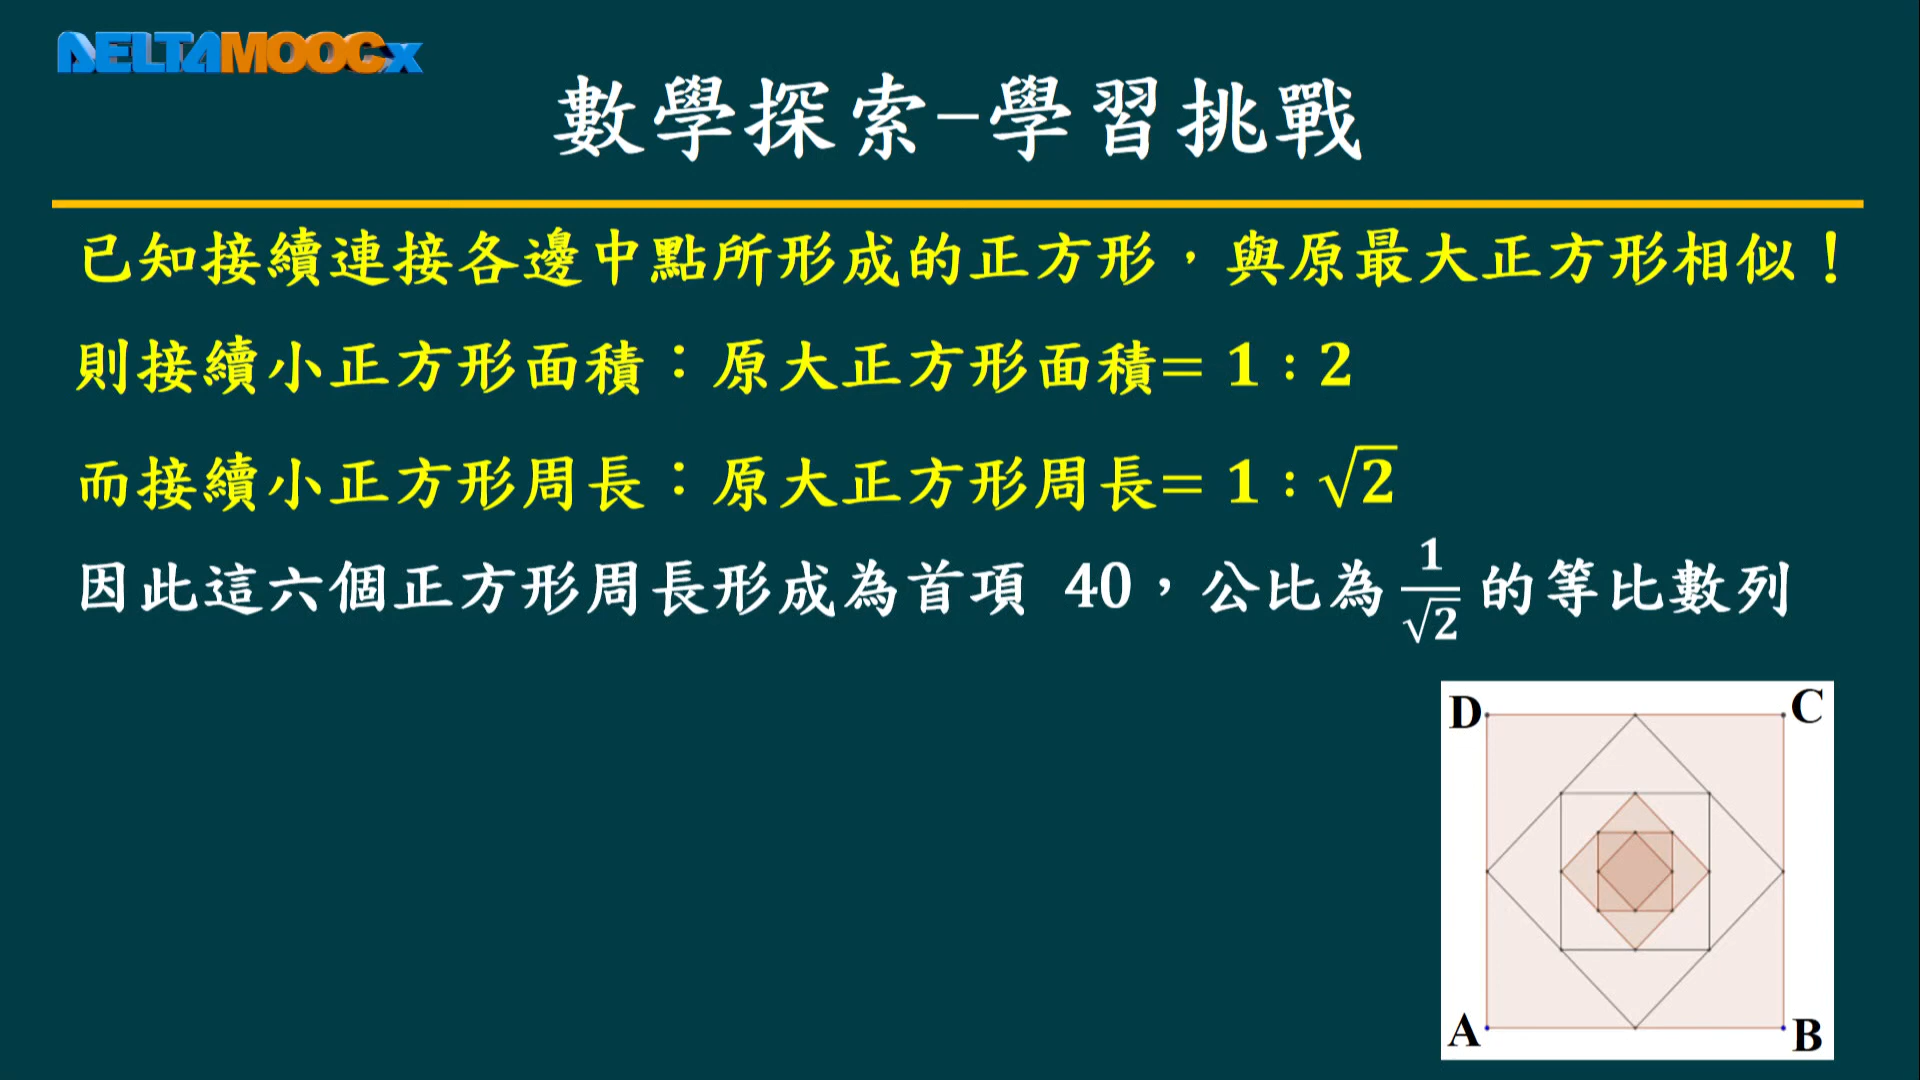 DELTAMOOCx
數學探索-學習挑戰
已知接續連接各邊中點所形成的正方形，與原最大正方形相似！
則接續小正方形面積：原大正方形面積= 1 : 2
而接續小正方形周長：原大正方形周長= 1 : √2
因此這六個正方形周長形成為首項 40，公比為 1/√2 的等比數列
D C
A B